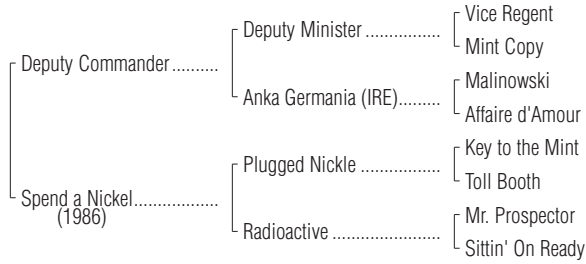 Vice Regent
Deputy Minister ................
Mint Copy
Deputy Commander..........
Malinowski
Anka Germania (IRE).........
Affaire d'Amour
Key to the Mint
Plugged Nickle .................
Toll Booth
Spend a Nickel..................
(1986)
Mr. Prospector
Radioactive .......................
Sittin' On Ready